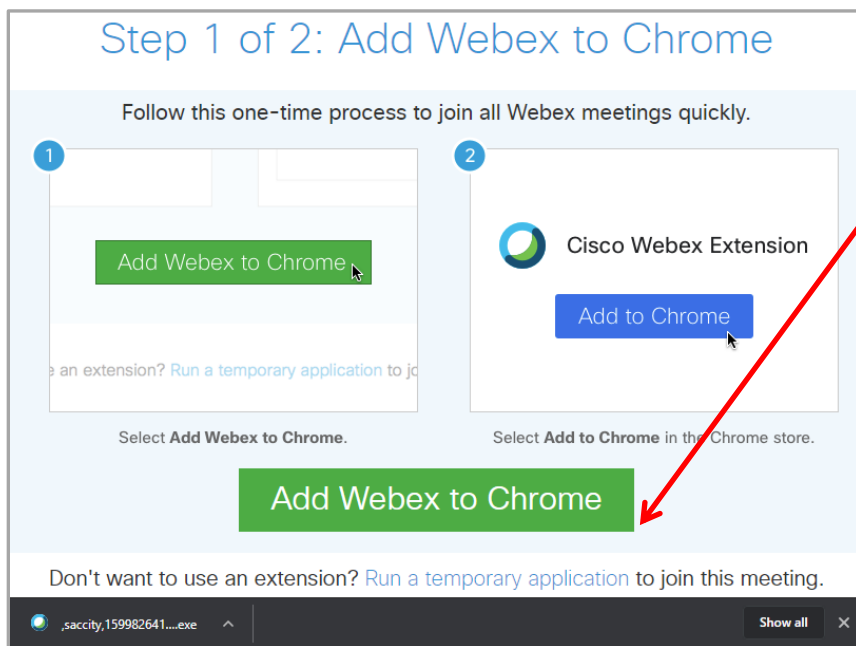 Step 1 of 2: Add Webex to Chrome
Follow this one-time process to join all Webex meetings quickly.
1
Add Webex to Chrome
e an extension? Run a temporary application to jo
Select Add Webex to Chrome.
2
Cisco Webex Extension
Add to Chrome
Select Add to Chrome in the Chrome store.
Add Webex to Chrome
Don't want to use an extension? Run a temporary application to join this meeting.
,saccity,159982641....exe
Show all